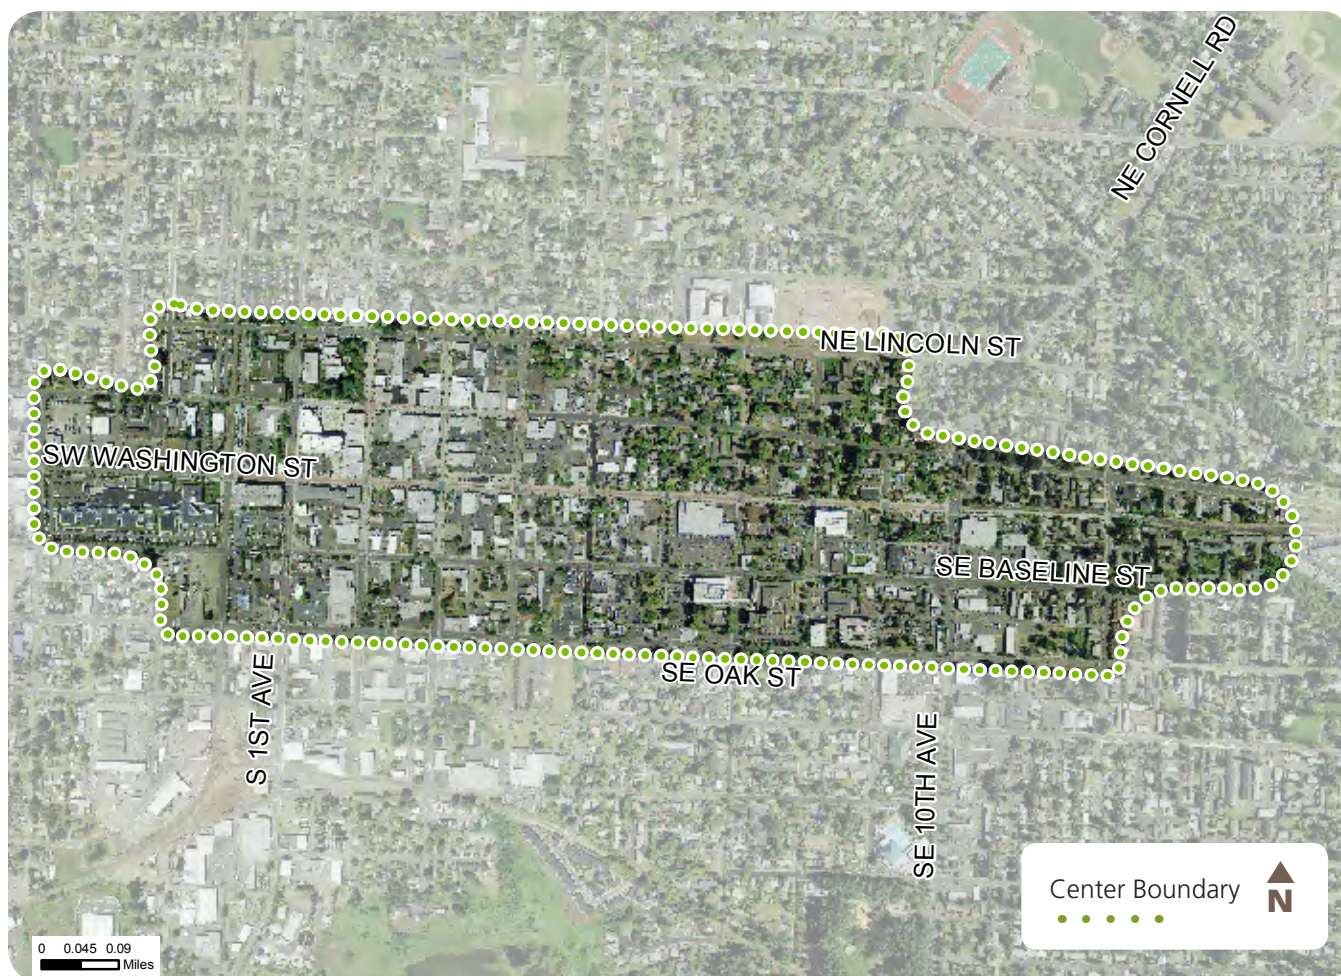 NE CORNELL RD
NE LINCOLN ST
SW WASHINGTON ST
SE BASELINE ST
SE OAK ST
S 1ST AVE
SE 10TH AVE
Center Boundary
N
0 0.045 0.09
Miles